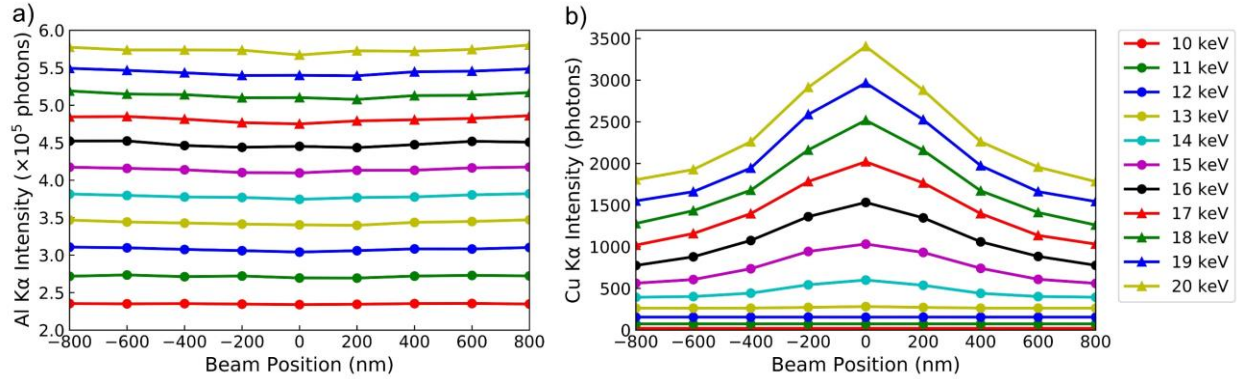 a)
Al Kα Intensity (×10⁵ photons)
6.0
5.5
5.0
4.5
4.0
3.5
3.0
2.5
2.0
−800 −600 −400 −200 0 200 400 600 800
Beam Position (nm)
b)
Cu Kα Intensity (photons)
3500
3000
2500
2000
1500
1000
500
0
−800 −600 −400 −200 0 200 400 600 800
Beam Position (nm)
10 keV
11 keV
12 keV
13 keV
14 keV
15 keV
16 keV
17 keV
18 keV
19 keV
20 keV